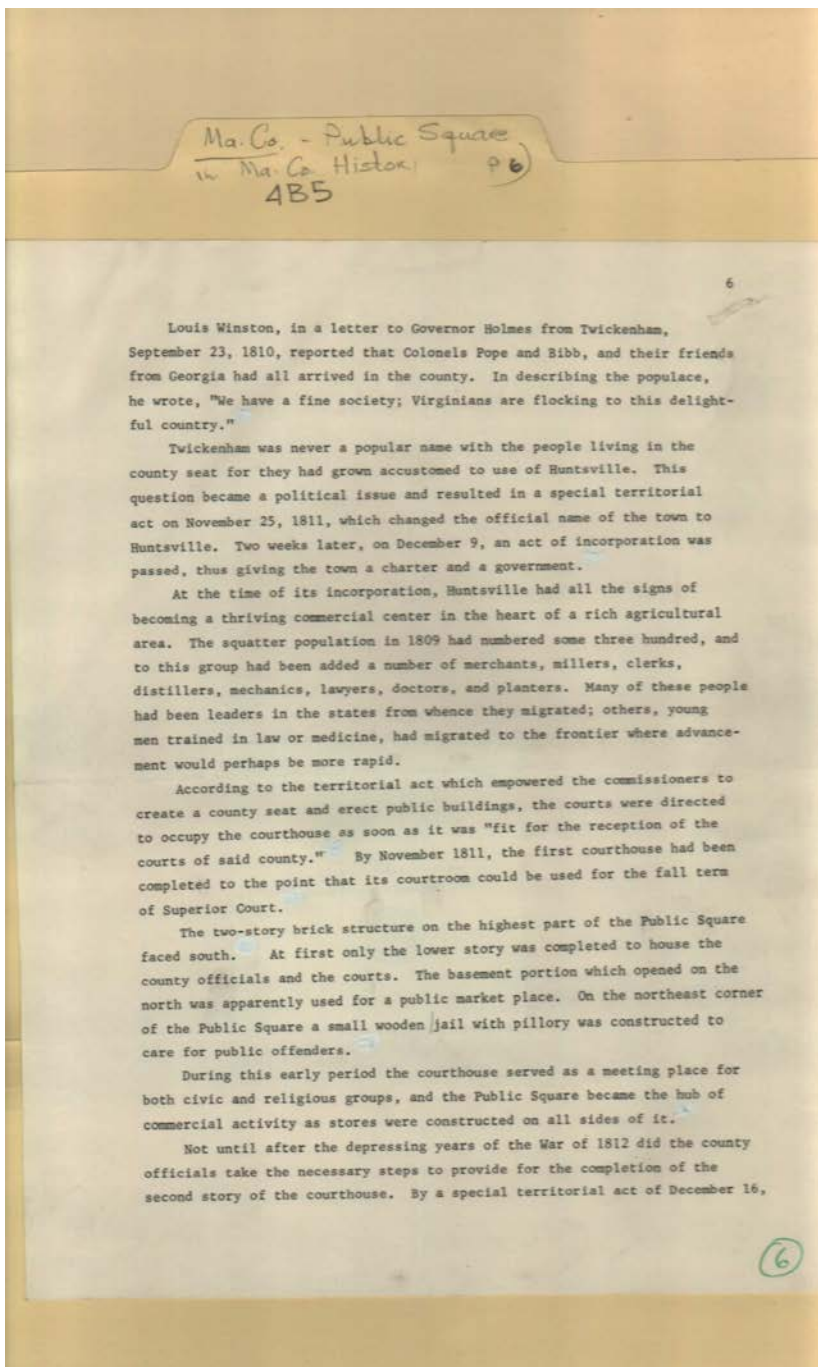 Ma. Co. - Public Square
in Ma. Co. Histor p 6)
4B5
6
Louis Winston, in a letter to Governor Holmes from Twickenham,
September 23, 1810, reported that Colonels Pope and Bibb, and their friends
from Georgia had all arrived in the county. In describing the populace,
he wrote, "We have a fine society; Virginians are flocking to this delight-
ful country."
Twickenham was never a popular name with the people living in the
county seat for they had grown accustomed to use of Huntsville. This
question became a political issue and resulted in a special territorial
act on November 25, 1811, which changed the official name of the town to
Huntsville. Two weeks later, on December 9, an act of incorporation was
passed, thus giving the town a charter and a government.
At the time of its incorporation, Huntsville had all the signs of
becoming a thriving commercial center in the heart of a rich agricultural
area. The squatter population in 1809 had numbered some three hundred, and
to this group had been added a number of merchants, millers, clerks,
distillers, mechanics, lawyers, doctors, and planters. Many of these people
had been leaders in the states from whence they migrated; others, young
men trained in law or medicine, had migrated to the frontier where advance-
ment would perhaps be more rapid.
According to the territorial act which empowered the commissioners to
create a county seat and erect public buildings, the courts were directed
to occupy the courthouse as soon as it was "fit for the reception of the
courts of said county." By November 1811, the first courthouse had been
completed to the point that its courtroom could be used for the fall term
of Superior Court.
The two-story brick structure on the highest part of the Public Square
faced south. At first only the lower story was completed to house the
county officials and the courts. The basement portion which opened on the
north was apparently used for a public market place. On the northeast corner
of the Public Square a small wooden jail with pillory was constructed to
care for public offenders.
During this early period the courthouse served as a meeting place for
both civic and religious groups, and the Public Square became the hub of
commercial activity as stores were constructed on all sides of it.
Not until after the depressing years of the War of 1812 did the county
officials take the necessary steps to provide for the completion of the
second story of the courthouse. By a special territorial act of December 16,
6